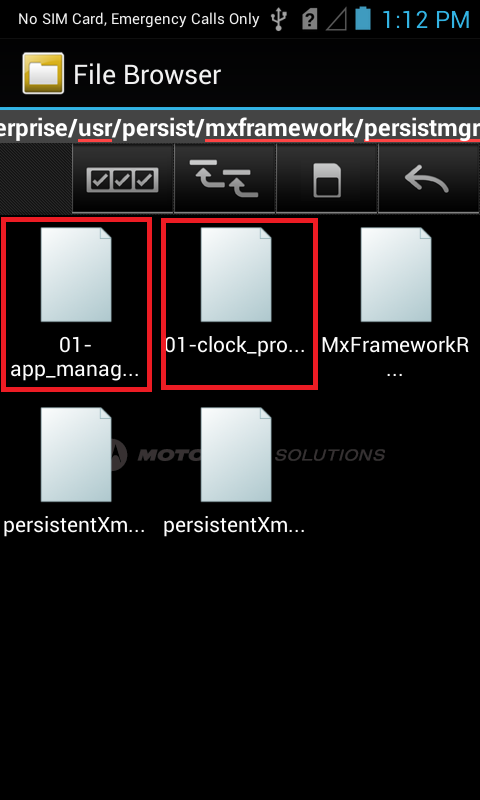 No SIM Card, Emergency Calls Only
1:12 PM
File Browser
erprise/usr/persist/mxframework/persistmgr
01-
app_manag...
01-clock_pro...
MxFrameworkR
...
SOLUTIONS
persistentXm...
persistentXm...